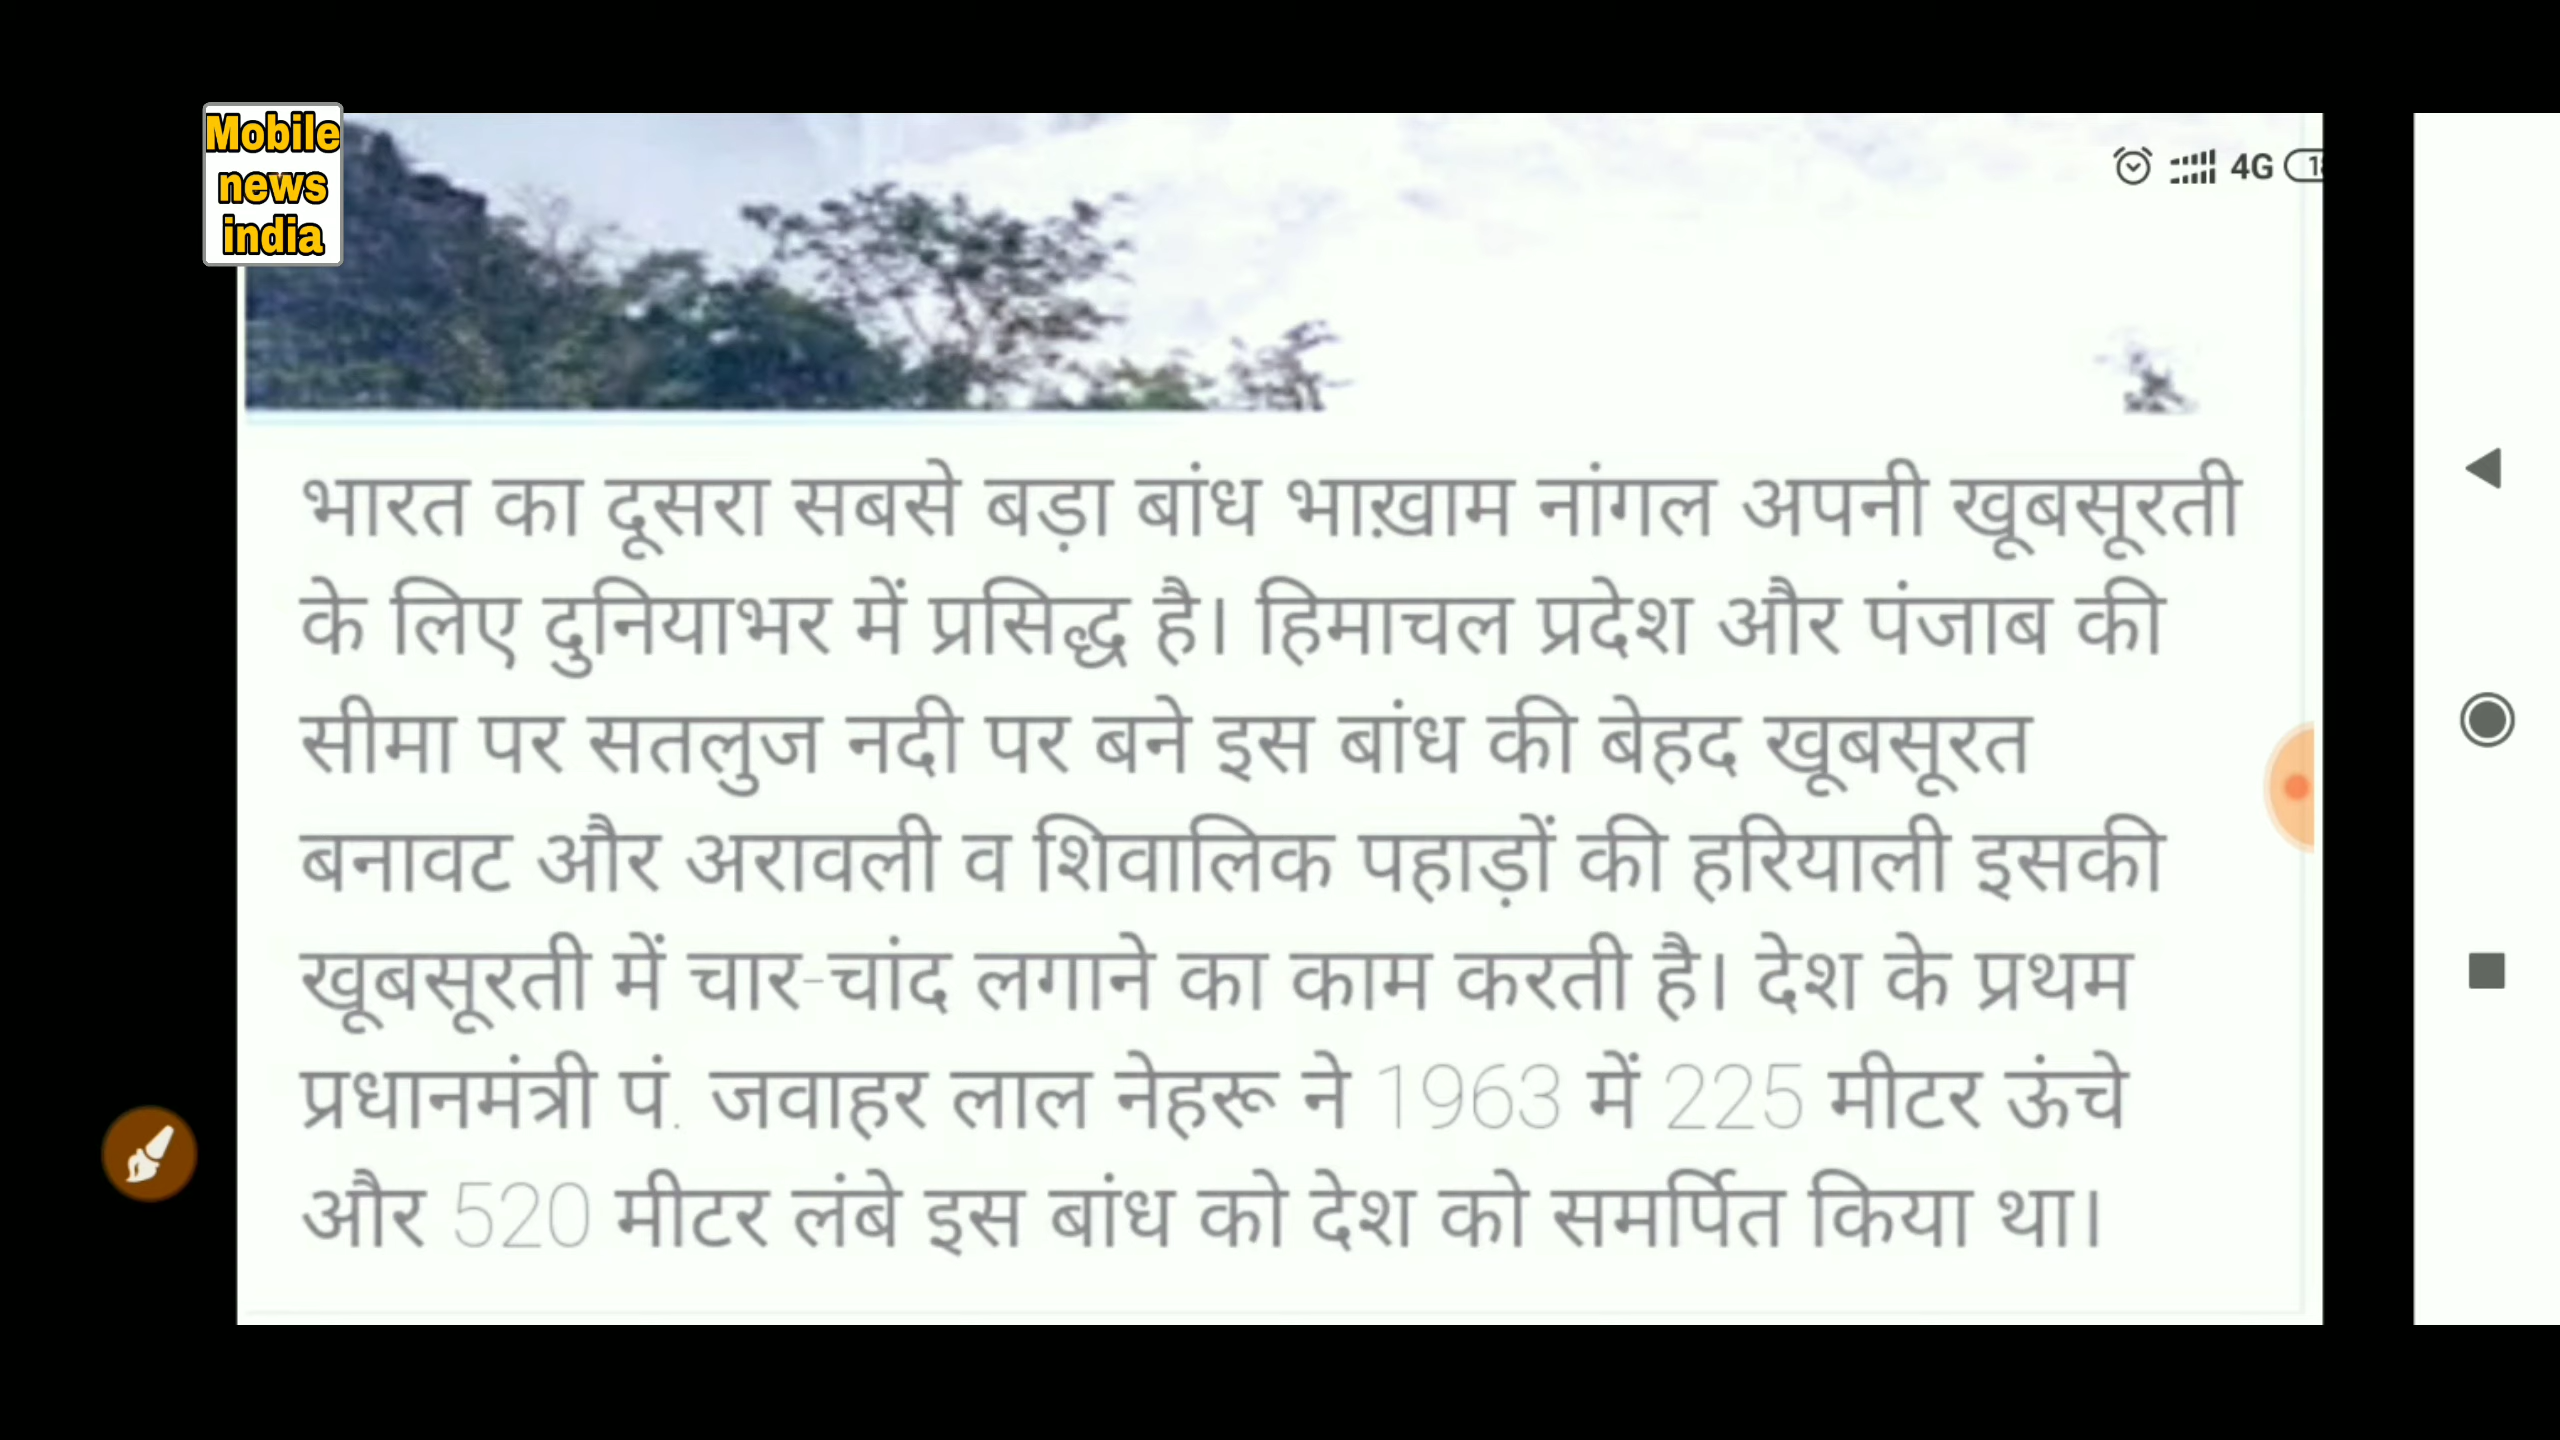 Mobile
news
india
4G
भारत का दूसरा सबसे बड़ा बांध भाख़ाम नांगल अपनी खूबसूरती
के लिए दुनियाभर में प्रसिद्ध है। हिमाचल प्रदेश और पंजाब की
सीमा पर सतलुज नदी पर बने इस बांध की बेहद खूबसूरत
बनावट और अरावली व शिवालिक पहाड़ों की हरियाली इसकी
खूबसूरती में चार-चांद लगाने का काम करती है। देश के प्रथम
प्रधानमंत्री पं. जवाहर लाल नेहरू ने 1963 में 225 मीटर ऊंचे
और 520 मीटर लंबे इस बांध को देश को समर्पित किया था।